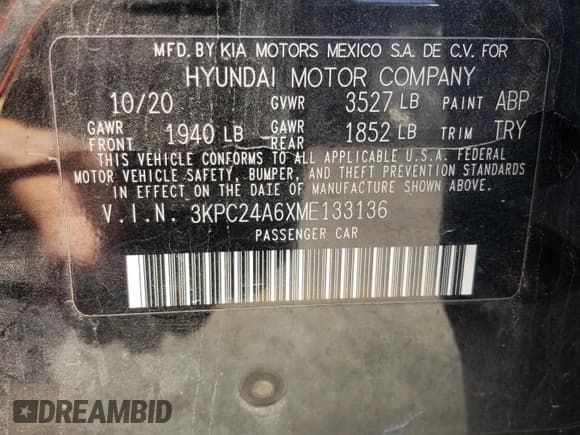 MFD. BY KIA MOTORS MEXICO S.A. DE C.V. FOR
HYUNDAI MOTOR COMPANY
10/20 GVWR 3527 LB PAINT ABP
GAWR FRONT 1940 LB GAWR REAR 1852 LB TRIM TRY
THIS VEHICLE CONFORMS TO ALL APPLICABLE U.S.A. FEDERAL
MOTOR VEHICLE SAFETY, BUMPER, AND THEFT PREVENTION STANDARDS
IN EFFECT ON THE DATE OF MANUFACTURE SHOWN ABOVE.
V.I.N. 3KPC24A6XME133136
PASSENGER CAR
DREAMBID